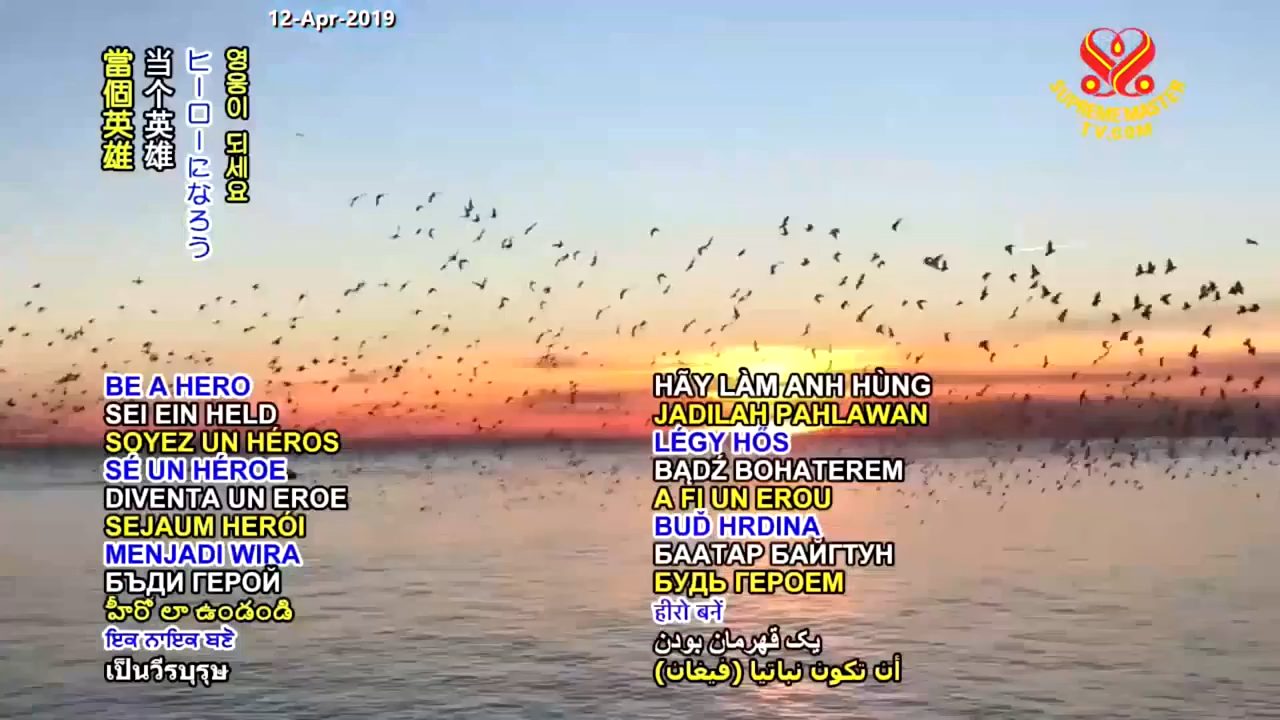 12-Apr-2019
當個英雄
当个英雄
ヒーローになろう
영웅이 되세요
SUPREME MASTER
TV.COM
BE A HERO
SEI EIN HELD
SOYEZ UN HÉROS
SÉ UN HÉROE
DIVENTA UN EROE
SEJAUM HERÓI
MENJADI WIRA
БЪДИ ГЕРОЙ
హీరో లా ఉండండి
ਇਕ ਨਾਇਕ ਬਣੋ
เป็นวีรบุรุษ
HÃY LÀM ANH HÙNG
JADILAH PAHLAWAN
LÉGY HŐS
BĄDŹ BOHATEREM
A FI UN EROU
BUĎ HRDINA
БААТАР БАЙГТУН
БУДЬ ГЕРОЕМ
हीरो बनें
یک قهرمان بودن
أن تكون نباتيا (فيغان)